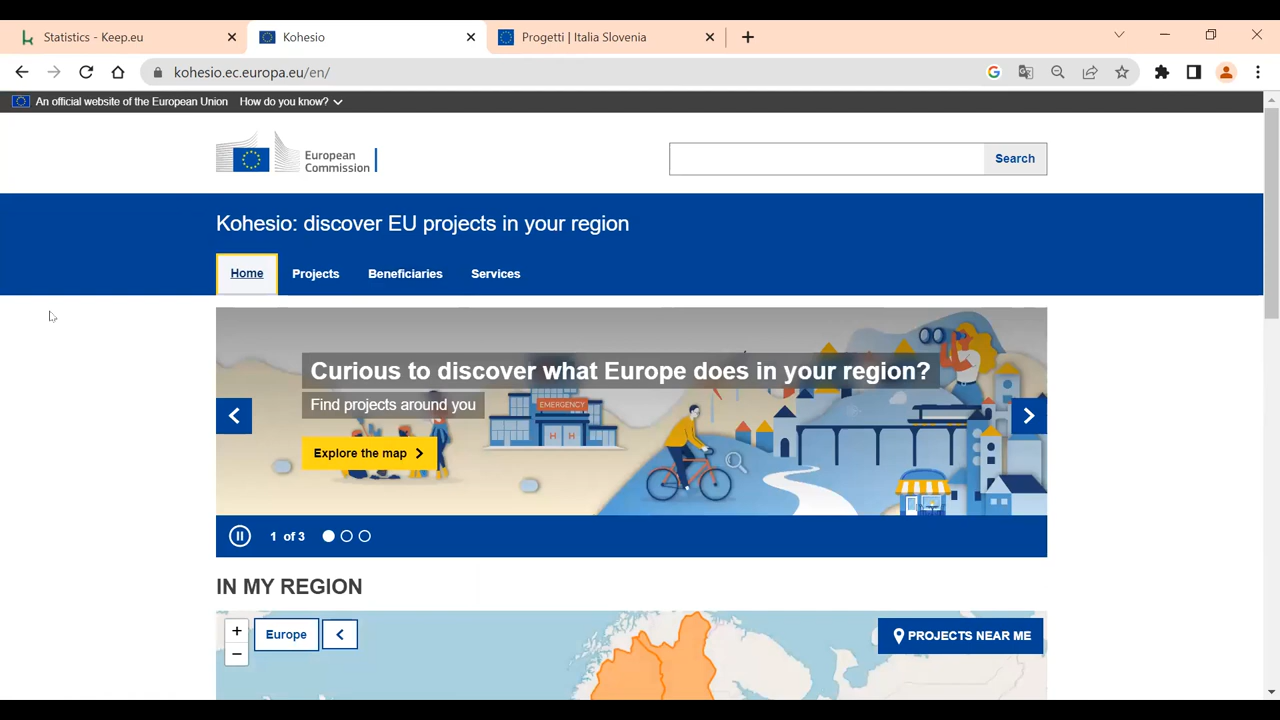 Statistics - Keep.eu
Kohesio
Progetti | Italia Slovenia
kohesio.ec.europa.eu/en/
An official website of the European Union How do you know?
European
Commission
Search
Kohesio: discover EU projects in your region
Home Projects Beneficiaries Services
Curious to discover what Europe does in your region?
EMERGENCY
Find projects around you
H H
Explore the map
1 of 3
IN MY REGION
+
Europe
PROJECTS NEAR ME
−